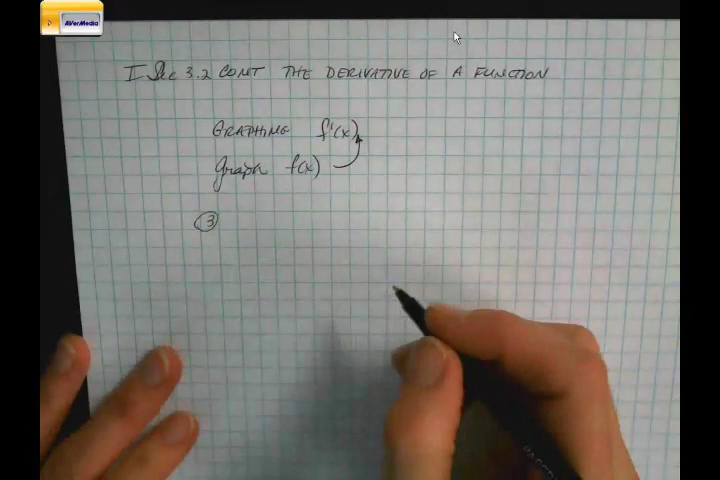 AVerMedia
I Sec 3.2 CONT THE DERIVATIVE OF A FUNCTION
GRAPHING f'(x)
Graph f(x)
3